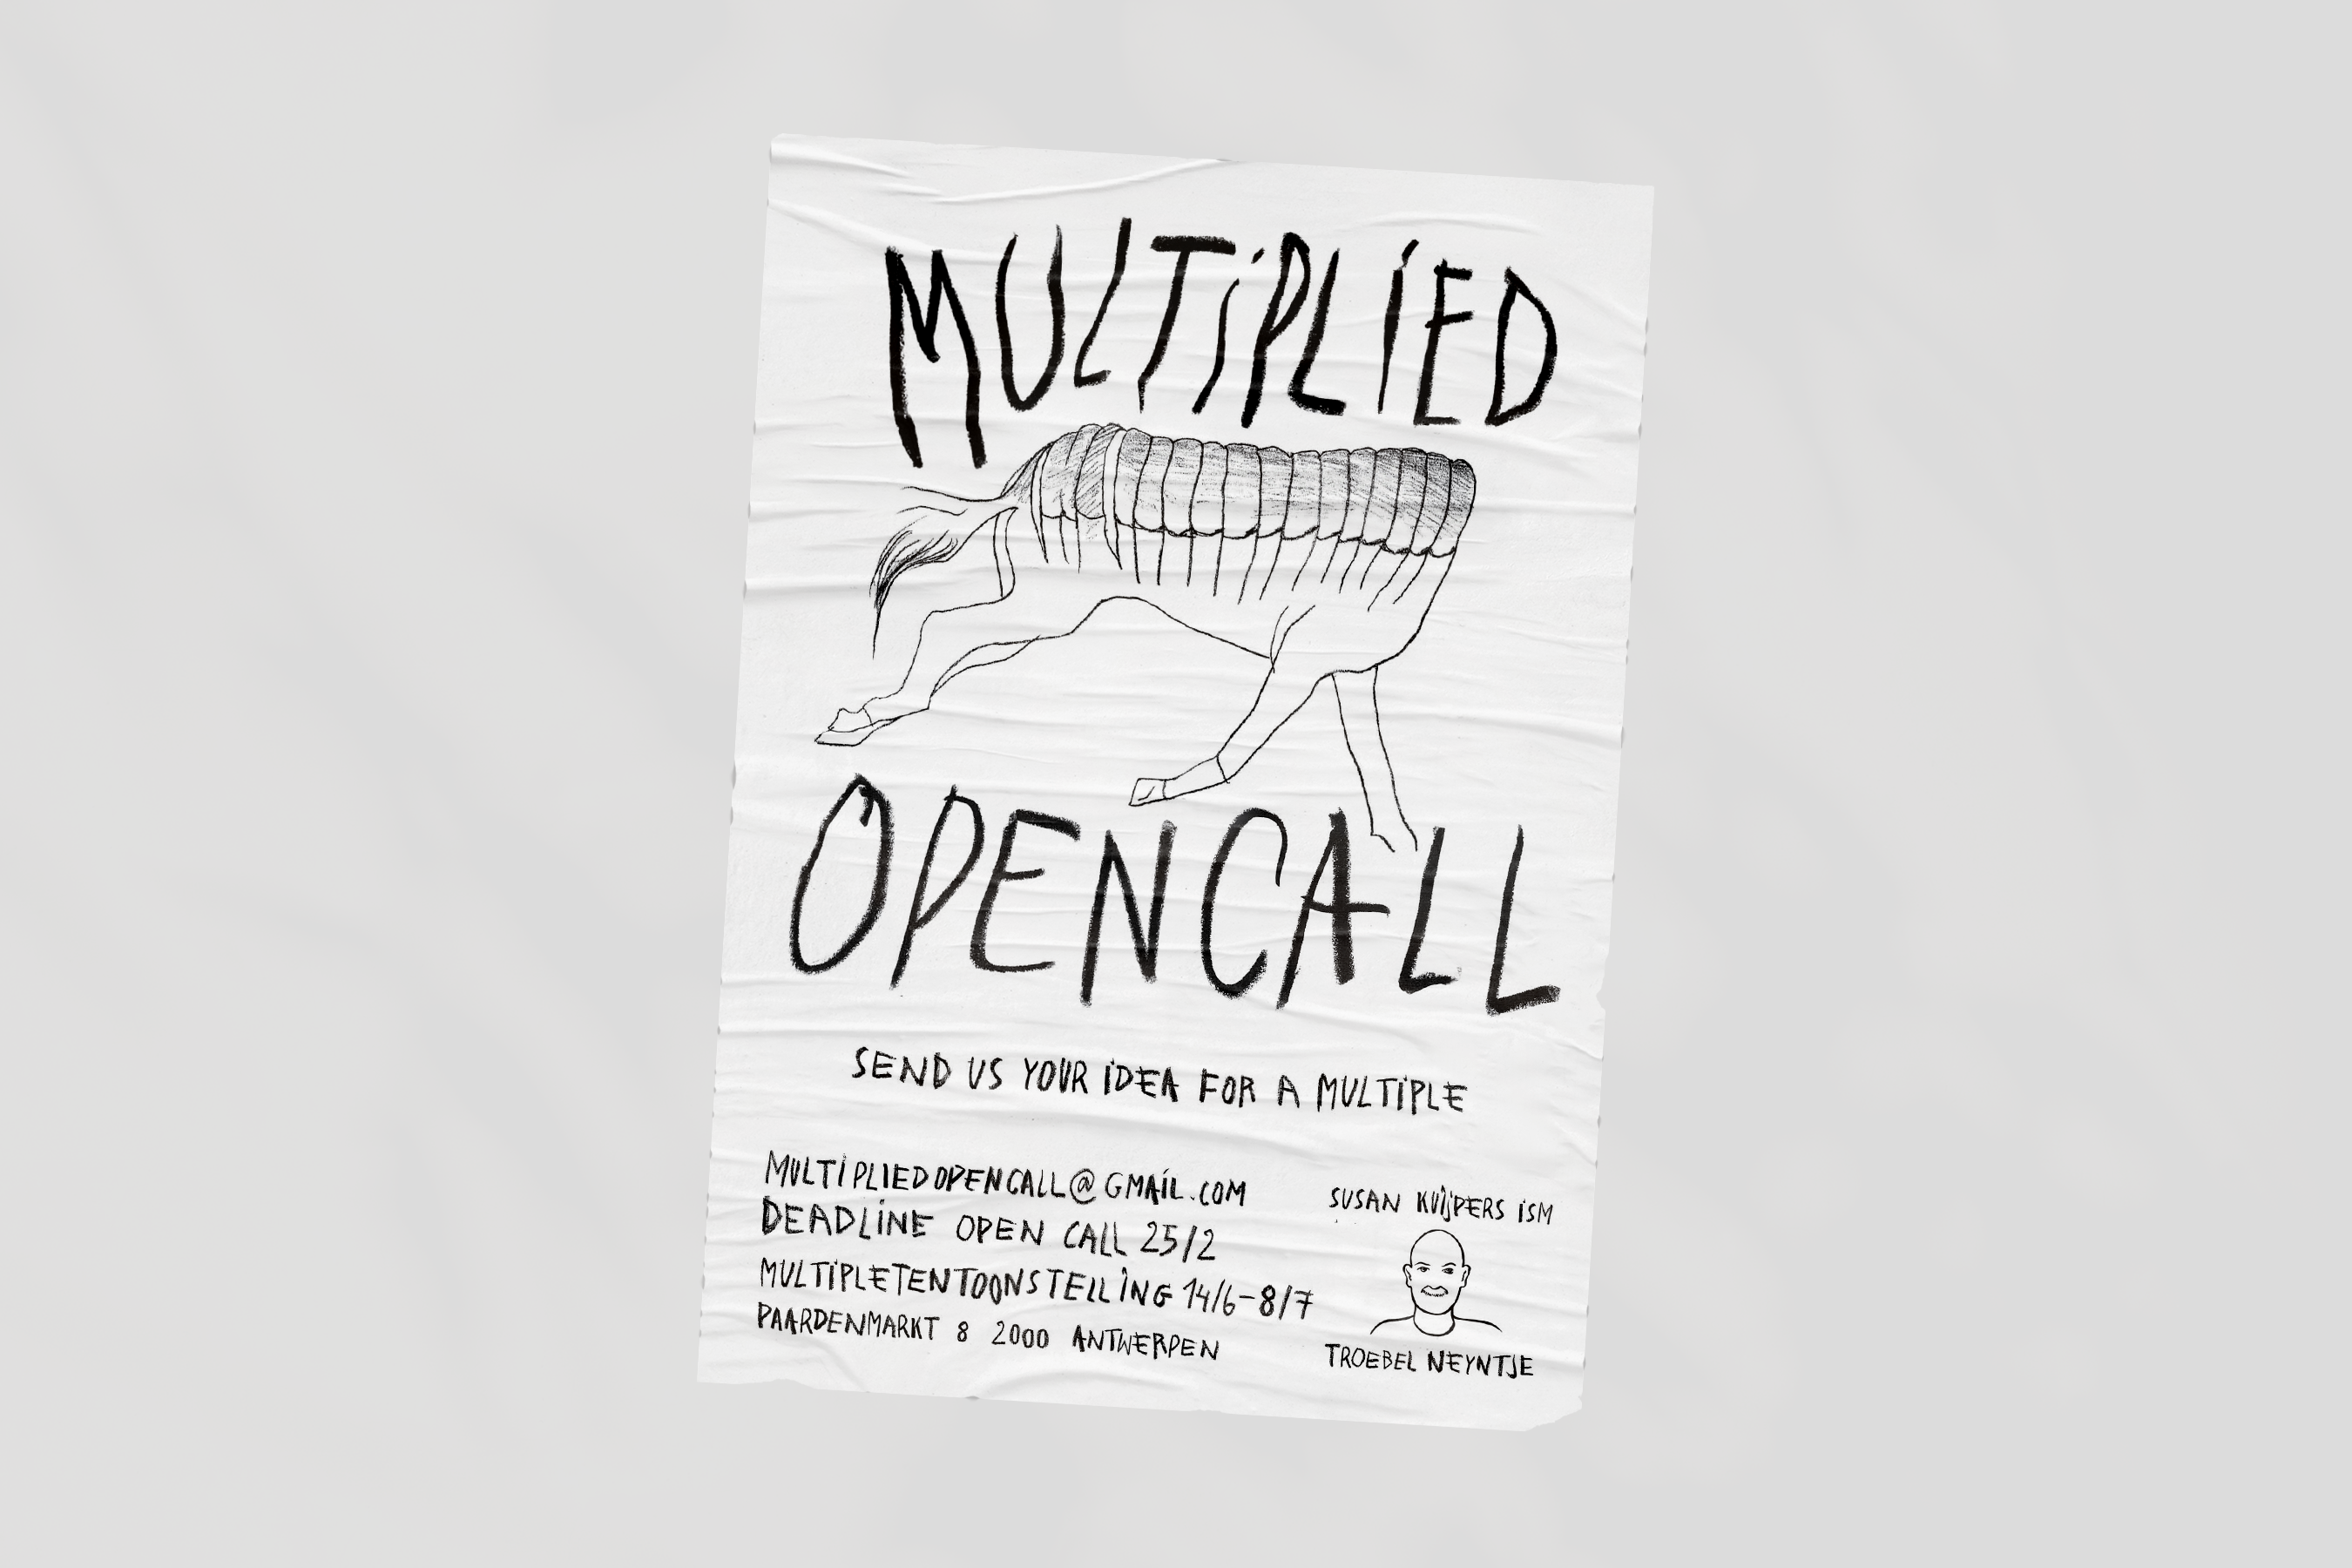 MULTiPLiED
OPENCALL
SEND US YOUR iDEA FOR A MULTiPLE
MULTIPLIEDOPENCALL@GMAiL.COM
DEADLiNE OPEN CALL 25/2
MULTiPLETENTOONSTELLiNG 14/6-8/7
PAARDENMARKT 8 2000 ANTWERPEN
SUSAN KUijPERS iSM
TROEBEL NEYNTJE